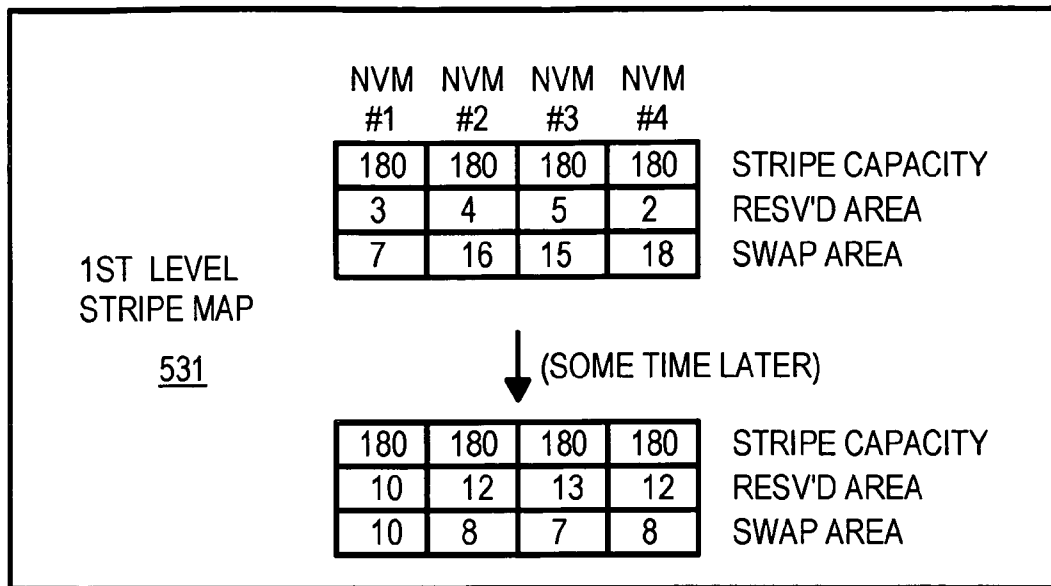 NVM NVM NVM NVM
#1 #2 #3 #4
180 180 180 180 STRIPE CAPACITY
3 4 5 2 RESV'D AREA
7 16 15 18 SWAP AREA
1ST LEVEL
STRIPE MAP
531
(SOME TIME LATER)
180 180 180 180 STRIPE CAPACITY
10 12 13 12 RESV'D AREA
10 8 7 8 SWAP AREA